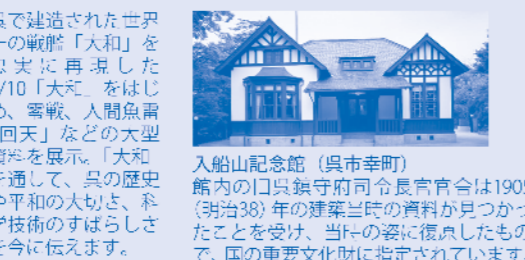 で建造された世界
一の戦艦「大和」を
忠実に再現した
/10「大和」をはじ
め、零戦、人間魚雷
回天」などの大型
資料を展示。「大和
を通して、呉の歴史
や平和の大切さ、科
学技術のすばらしさ
を今に伝えます。
入船山記念館（呉市幸町）
館内の旧呉鎮守府司令長官官舎は1905
（明治38）年の建築当時の資料が見つかっ
たことを受け、当時の姿に復原したもの
で、国の重要文化財に指定されています